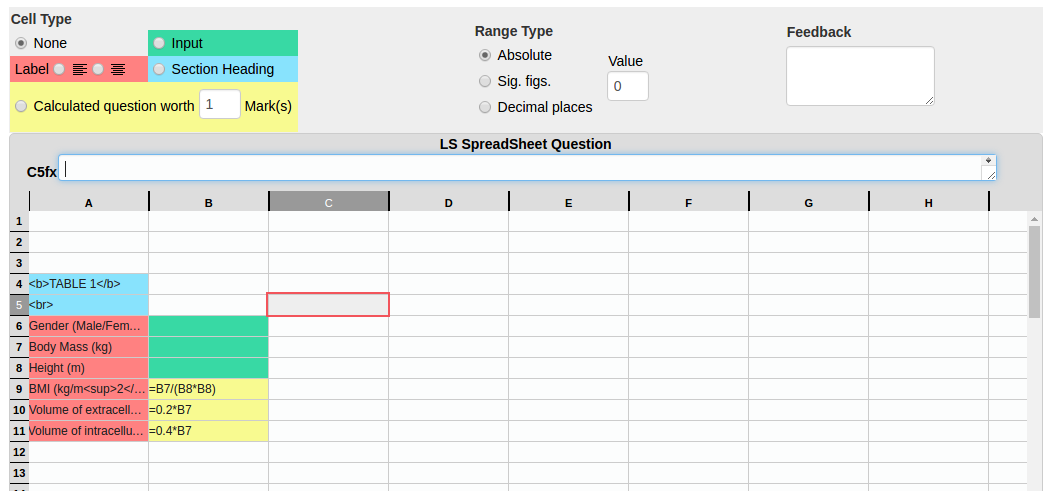 Cell Type
None
Input
Label
Section Heading
Calculated question worth 1 Mark(s)
Range Type
Absolute
Sig. figs.
Decimal places
Value
0
Feedback
LS SpreadSheet Question
C5fx
A B C D E F G H
1
2
3
4 <b>TABLE 1</b>
5 <br>
6 Gender (Male/Fem...
7 Body Mass (kg)
8 Height (m)
9 BMI (kg/m<sup>2</... =B7/(B8*B8)
10 Volume of extracell... =0.2*B7
11 Volume of intracellu... =0.4*B7
12
13